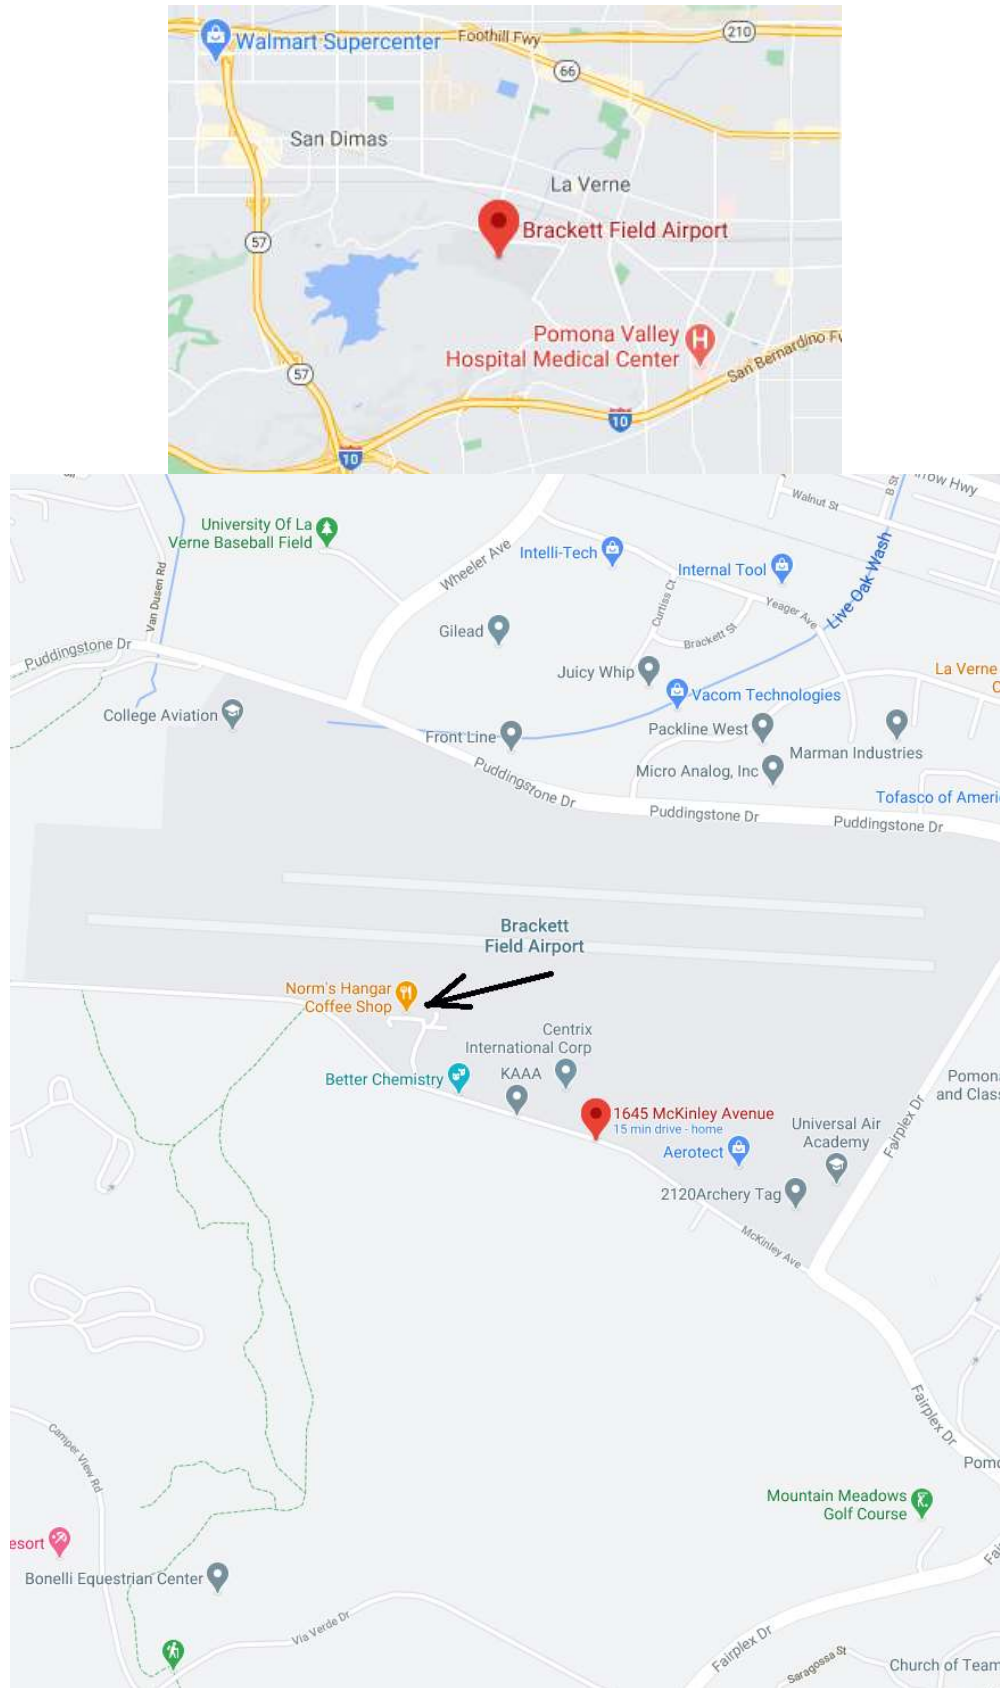 Walmart Supercenter
Foothill Fwy
210
66
San Dimas
La Verne
57
Brackett Field Airport
Pomona Valley
Hospital Medical Center
San Bernardino
57
10
10
Walnut St
B St
Hwy
University Of La
Verne Baseball Field
Wheeler Ave
Intelli-Tech
Internal Tool
Live Oak Wash
Van Dusen Rd
Curtiss Ct
Yeager Ave
Gilead
Brackett St
Puddingstone Dr
Juicy Whip
La Verne
Vacom Technologies
College Aviation
Front Line
Packline West
Marman Industries
Micro Analog, Inc
Puddingstone Dr
Tofasco of Ameri
Puddingstone Dr
Puddingstone Dr
Brackett
Field Airport
Norm's Hangar
Coffee Shop
Centrix
International Corp
Better Chemistry
KAAA
Pomona
and Class
1645 McKinley Avenue
15 min drive - home
Universal Air
Academy
Fairplex Dr
Aerotect
2120Archery Tag
McKinley Ave
Fairplex Dr
Camper View Rd
Pomo
Mountain Meadows
Golf Course
esort
Bonelli Equestrian Center
Via Verde Dr
Fairplex Dr
Saragossa St
Church of Team